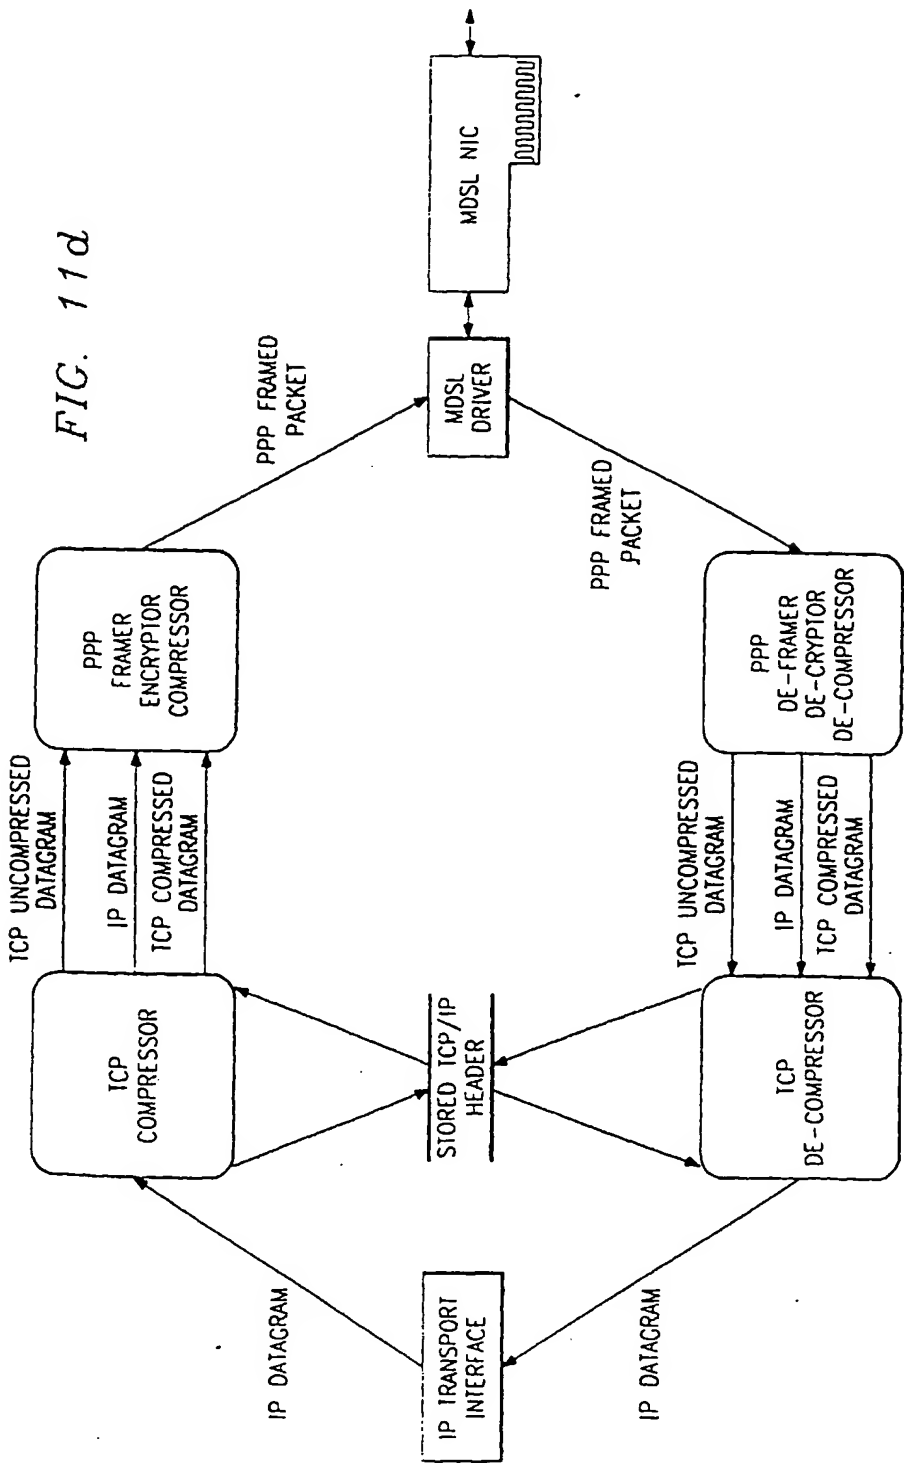 FIG. 11d
TCP UNCOMPRESSED
DATAGRAM
IP DATAGRAM
TCP COMPRESSED
DATAGRAM
TCP
COMPRESSOR
PPP
FRAMER
ENCRYPTOR
COMPRESSOR
PPP FRAMED
PACKET
IP DATAGRAM
IP TRANSPORT
INTERFACE
STORED TCP/IP
HEADER
MDSL
DRIVER
MDSL NIC
IP DATAGRAM
PPP FRAMED
PACKET
TCP UNCOMPRESSED
DATAGRAM
IP DATAGRAM
TCP COMPRESSED
DATAGRAM
TCP
DE-COMPRESSOR
PPP
DE-FRAMER
DE-CRYPTOR
DE-COMPRESSOR